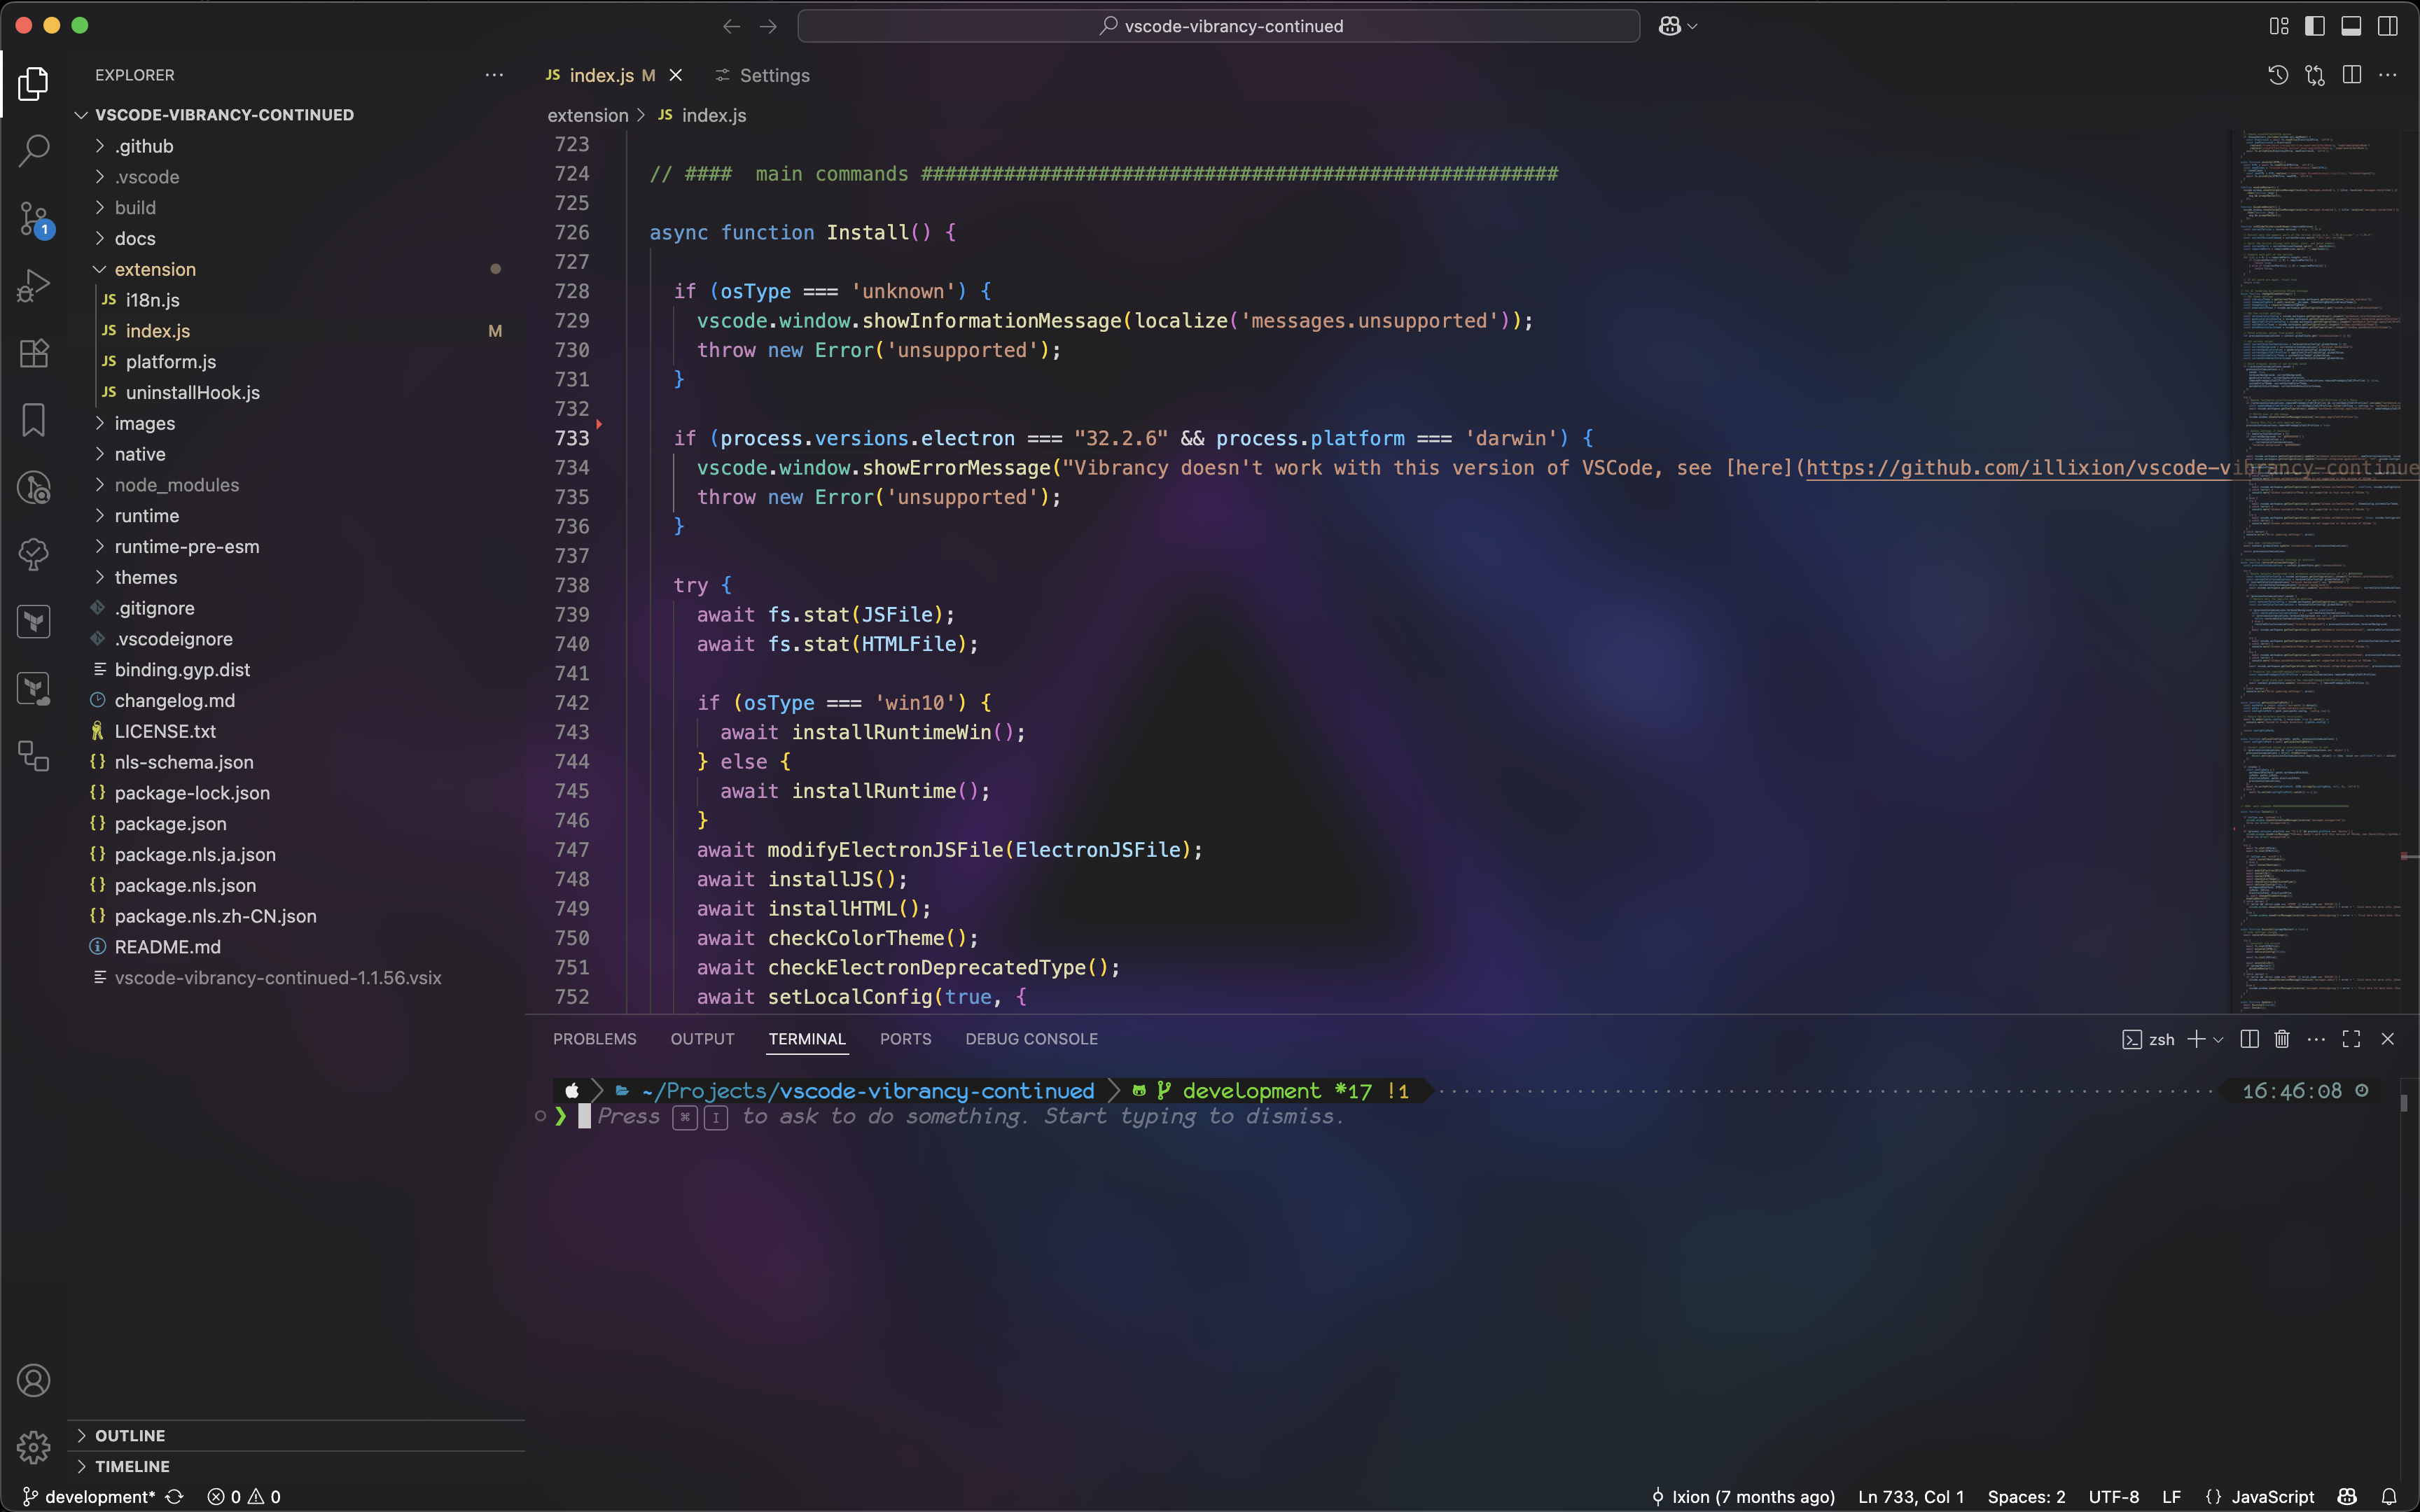 vscode-vibrancy-continued
EXPLORER
VSCODE-VIBRANCY-CONTINUED
.github
.vscode
build
docs
extension
JS i18n.js
JS index.js M
JS platform.js
JS uninstallHook.js
images
native
node_modules
runtime
runtime-pre-esm
themes
.gitignore
.vscodeignore
binding.gyp.dist
changelog.md
LICENSE.txt
{} nls-schema.json
{} package-lock.json
{} package.json
{} package.nls.ja.json
{} package.nls.json
{} package.nls.zh-CN.json
README.md
vscode-vibrancy-continued-1.1.56.vsix
OUTLINE
TIMELINE
1
JS index.js M
Settings
extension > JS index.js
723
724 // ####  main commands ######################################################
725
726 async function Install() {
727
728 if (osType === 'unknown') {
729 vscode.window.showInformationMessage(localize('messages.unsupported'));
730 throw new Error('unsupported');
731 }
732
733 if (process.versions.electron === "32.2.6" && process.platform === 'darwin') {
734 vscode.window.showErrorMessage("Vibrancy doesn't work with this version of VSCode, see [here](https://github.com/illixion/vscode-vibrancy-continue
735 throw new Error('unsupported');
736 }
737
738 try {
739 await fs.stat(JSFile);
740 await fs.stat(HTMLFile);
741
742 if (osType === 'win10') {
743 await installRuntimeWin();
744 } else {
745 await installRuntime();
746 }
747 await modifyElectronJSFile(ElectronJSFile);
748 await installJS();
749 await installHTML();
750 await checkColorTheme();
751 await checkElectronDeprecatedType();
752 await setLocalConfig(true, {
PROBLEMS OUTPUT TERMINAL PORTS DEBUG CONSOLE
zsh
~/Projects/vscode-vibrancy-continued development *17 !1 16:46:08
❯ Press ⌘ I to ask to do something. Start typing to dismiss.
development* 0 0
Ixion (7 months ago) Ln 733, Col 1 Spaces: 2 UTF-8 LF {} JavaScript